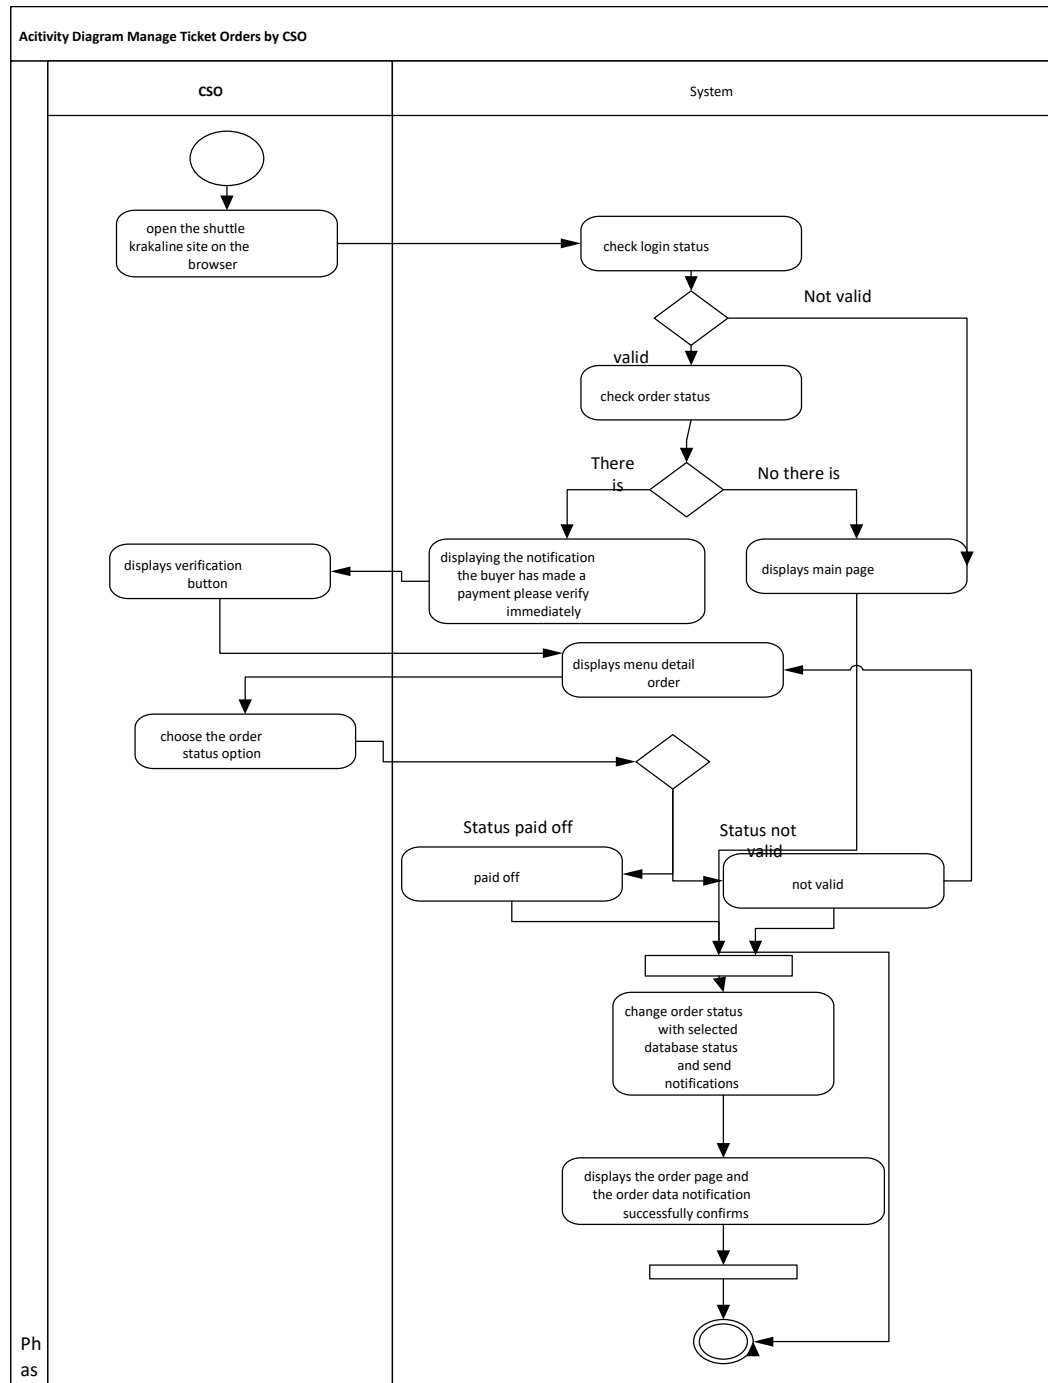 Acitivity Diagram Manage Ticket Orders by CSO
CSO
System
open the shuttle
krakaline site on the
browser
check login status
Not valid
valid
check order status
There
is
No there is
displays verification
button
displaying the notification
the buyer has made a
payment please verify
immediately
displays main page
displays menu detail
order
choose the order
status option
Status paid off
Status not
valid
paid off
not valid
change order status
with selected
database status
and send
notifications
displays the order page and
the order data notification
successfully confirms
Ph
as